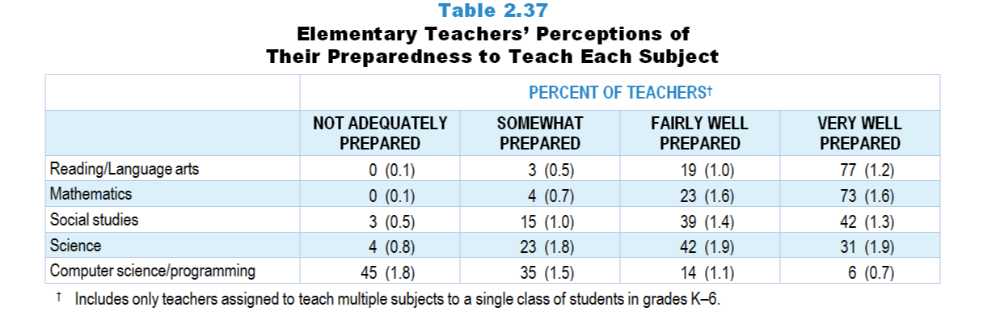 Table 2.37
Elementary Teachers’ Perceptions of
Their Preparedness to Teach Each Subject
PERCENT OF TEACHERS†
NOT ADEQUATELY PREPARED SOMEWHAT PREPARED FAIRLY WELL PREPARED VERY WELL PREPARED
Reading/Language arts 0 (0.1) 3 (0.5) 19 (1.0) 77 (1.2)
Mathematics 0 (0.1) 4 (0.7) 23 (1.6) 73 (1.6)
Social studies 3 (0.5) 15 (1.0) 39 (1.4) 42 (1.3)
Science 4 (0.8) 23 (1.8) 42 (1.9) 31 (1.9)
Computer science/programming 45 (1.8) 35 (1.5) 14 (1.1) 6 (0.7)
† Includes only teachers assigned to teach multiple subjects to a single class of students in grades K–6.